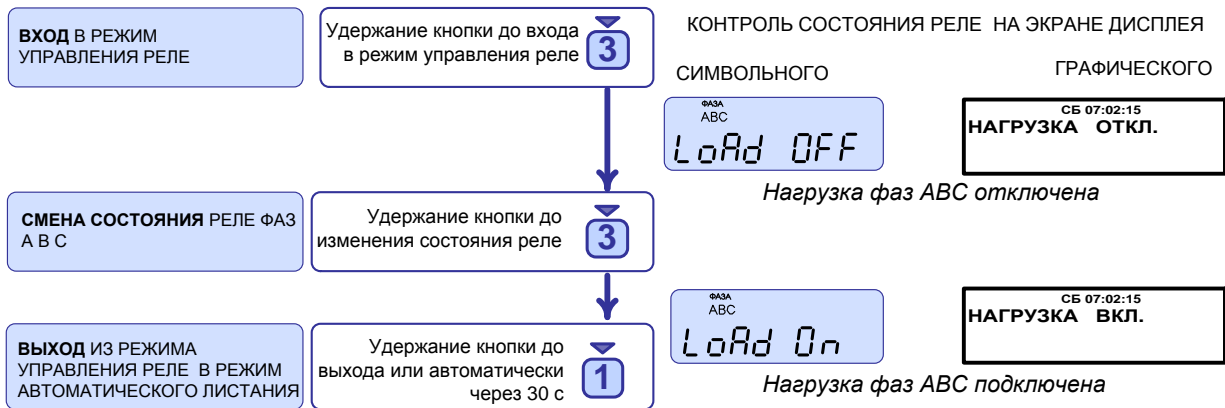 ВХОД В РЕЖИМ
УПРАВЛЕНИЯ РЕЛЕ
Удержание кнопки до входа
в режим управления реле
3
КОНТРОЛЬ СОСТОЯНИЯ РЕЛЕ НА ЭКРАНЕ ДИСПЛЕЯ
СИМВОЛЬНОГО
ГРАФИЧЕСКОГО
ФАЗА
ABC
LoAd OFF
СБ 07:02:15
НАГРУЗКА ОТКЛ.
Нагрузка фаз АВС отключена
СМЕНА СОСТОЯНИЯ РЕЛЕ ФАЗ
А В С
Удержание кнопки до
изменения состояния реле
3
ФАЗА
ABC
LoAd On
СБ 07:02:15
НАГРУЗКА ВКЛ.
Нагрузка фаз АВС подключена
ВЫХОД ИЗ РЕЖИМА
УПРАВЛЕНИЯ РЕЛЕ В РЕЖИМ
АВТОМАТИЧЕСКОГО ЛИСТАНИЯ
Удержание кнопки до
выхода или автоматически
через 30 с
1